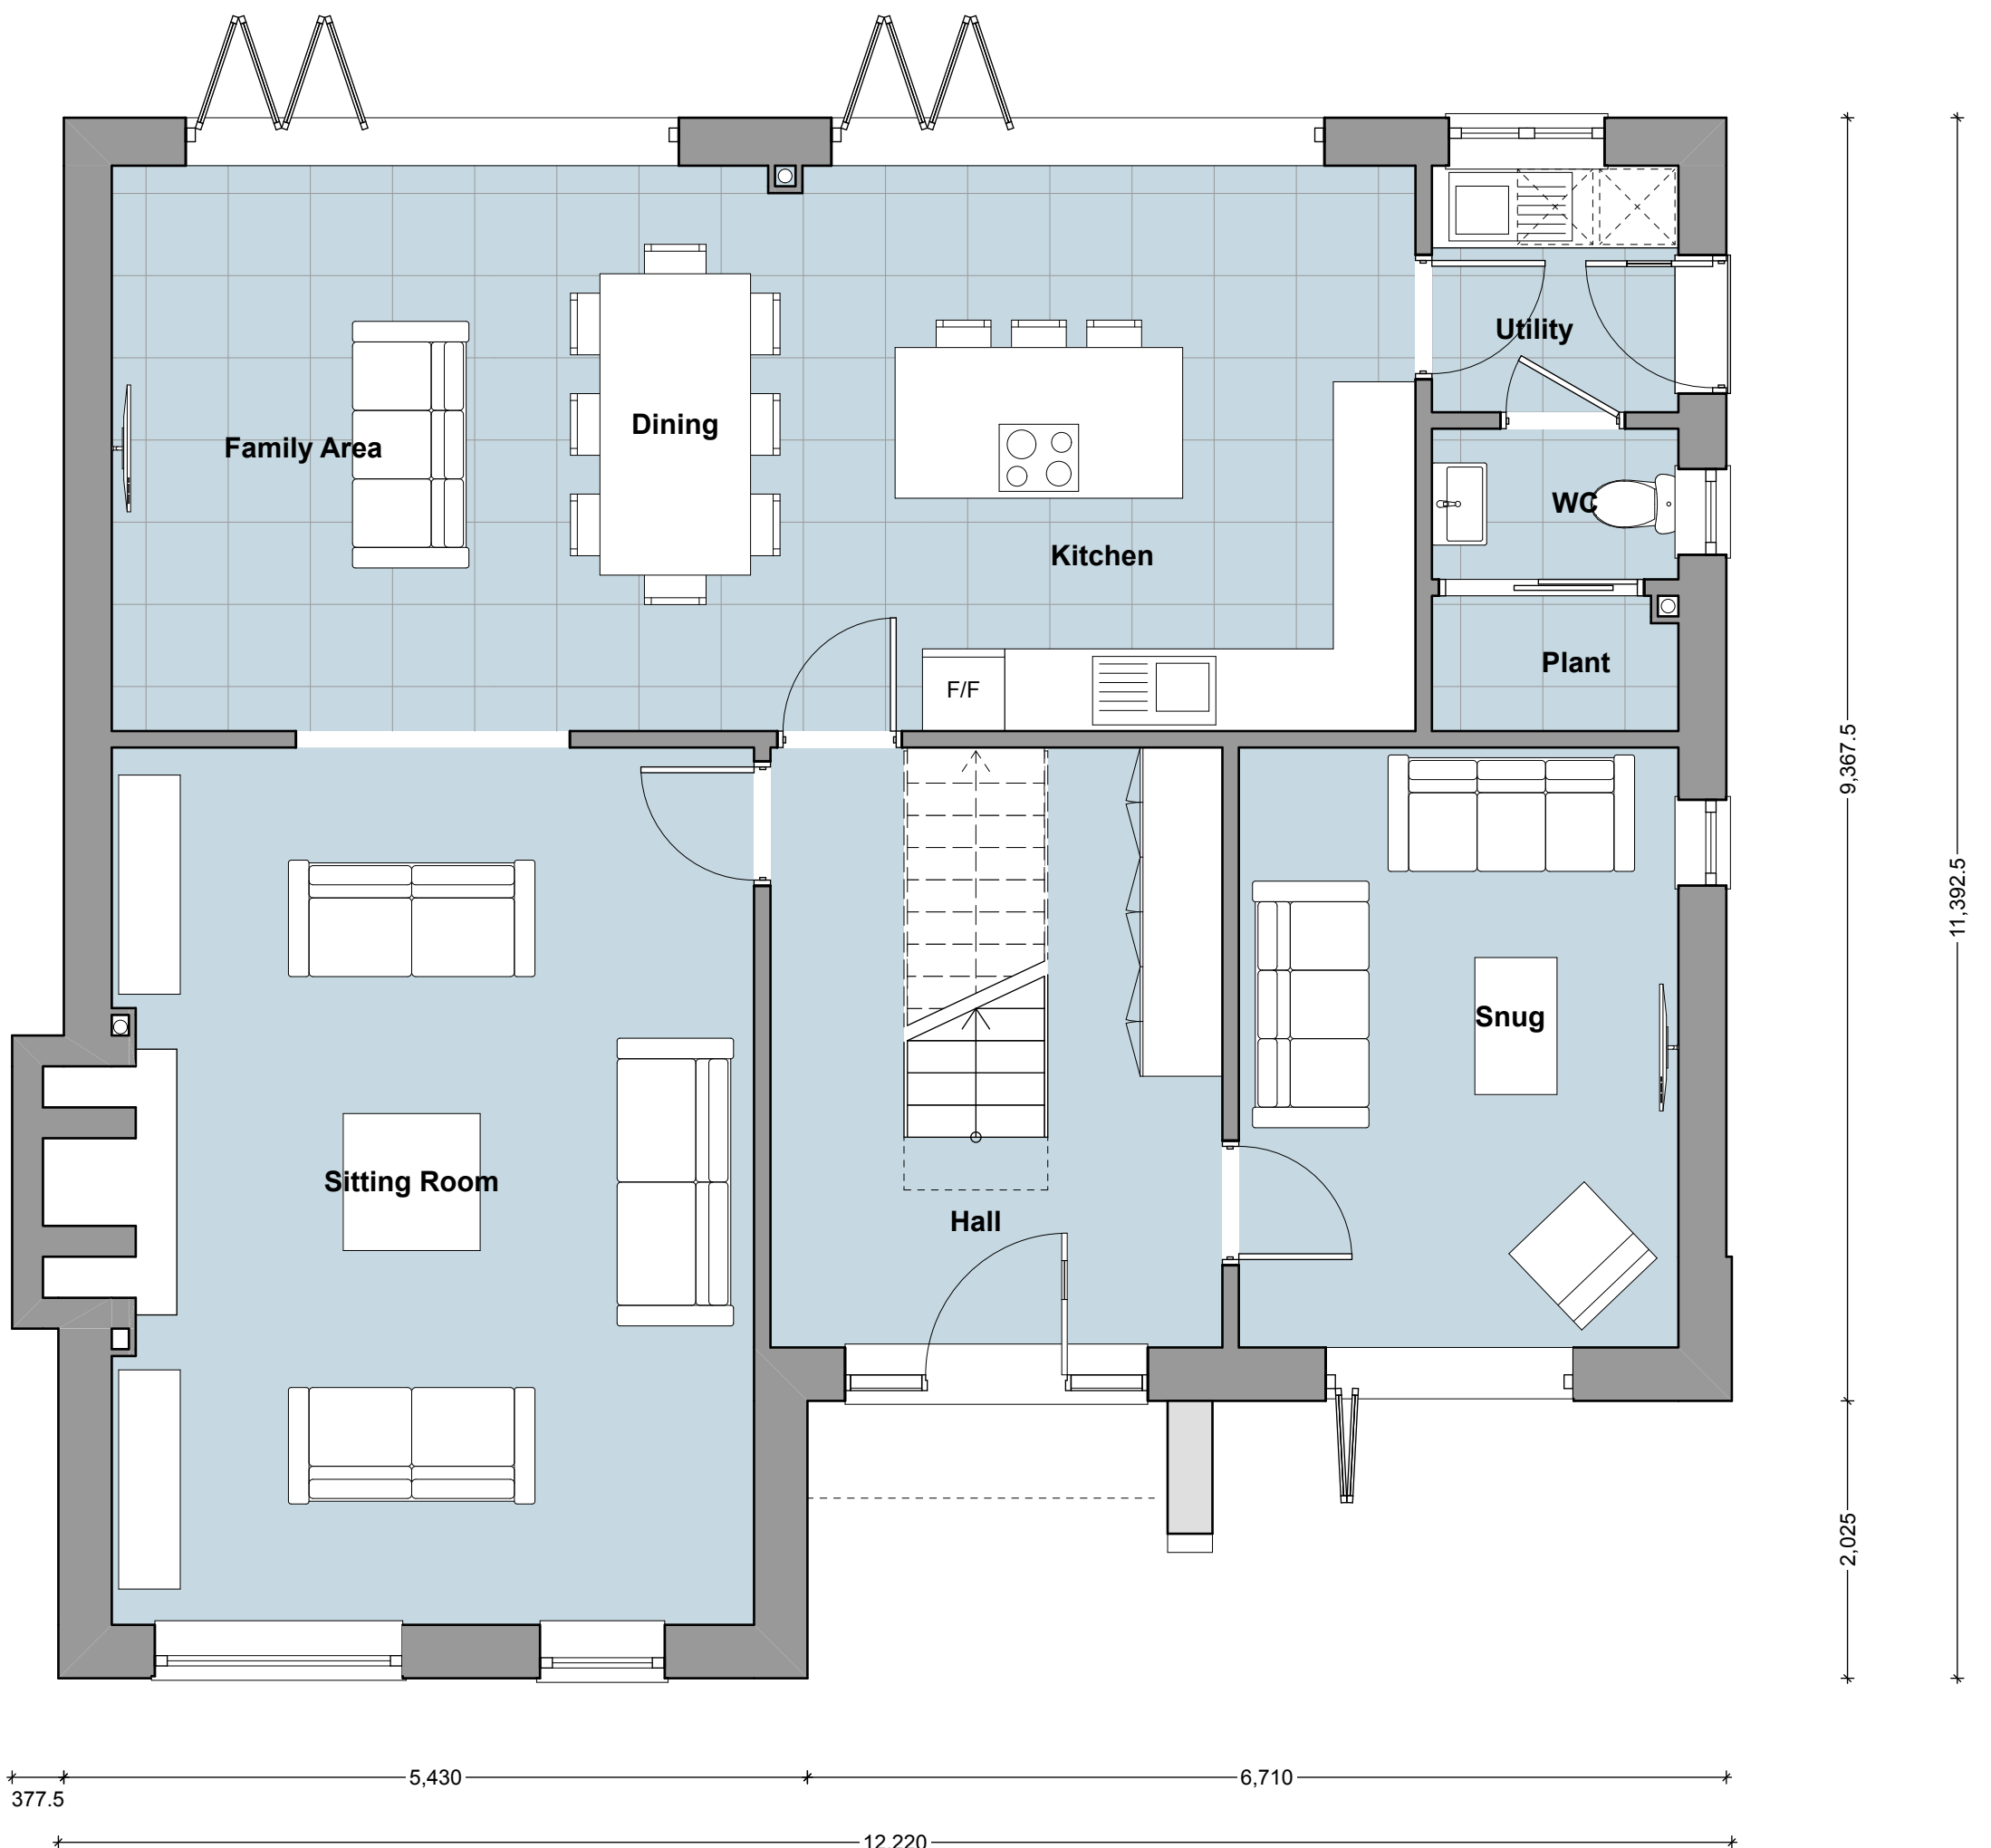 Utility
Dining
Family Area
WC
Kitchen
Plant
F/F
9,367.5
11,392.5
Snug
Sitting Room
Hall
2,025
5,430
6,710
377.5
12,220